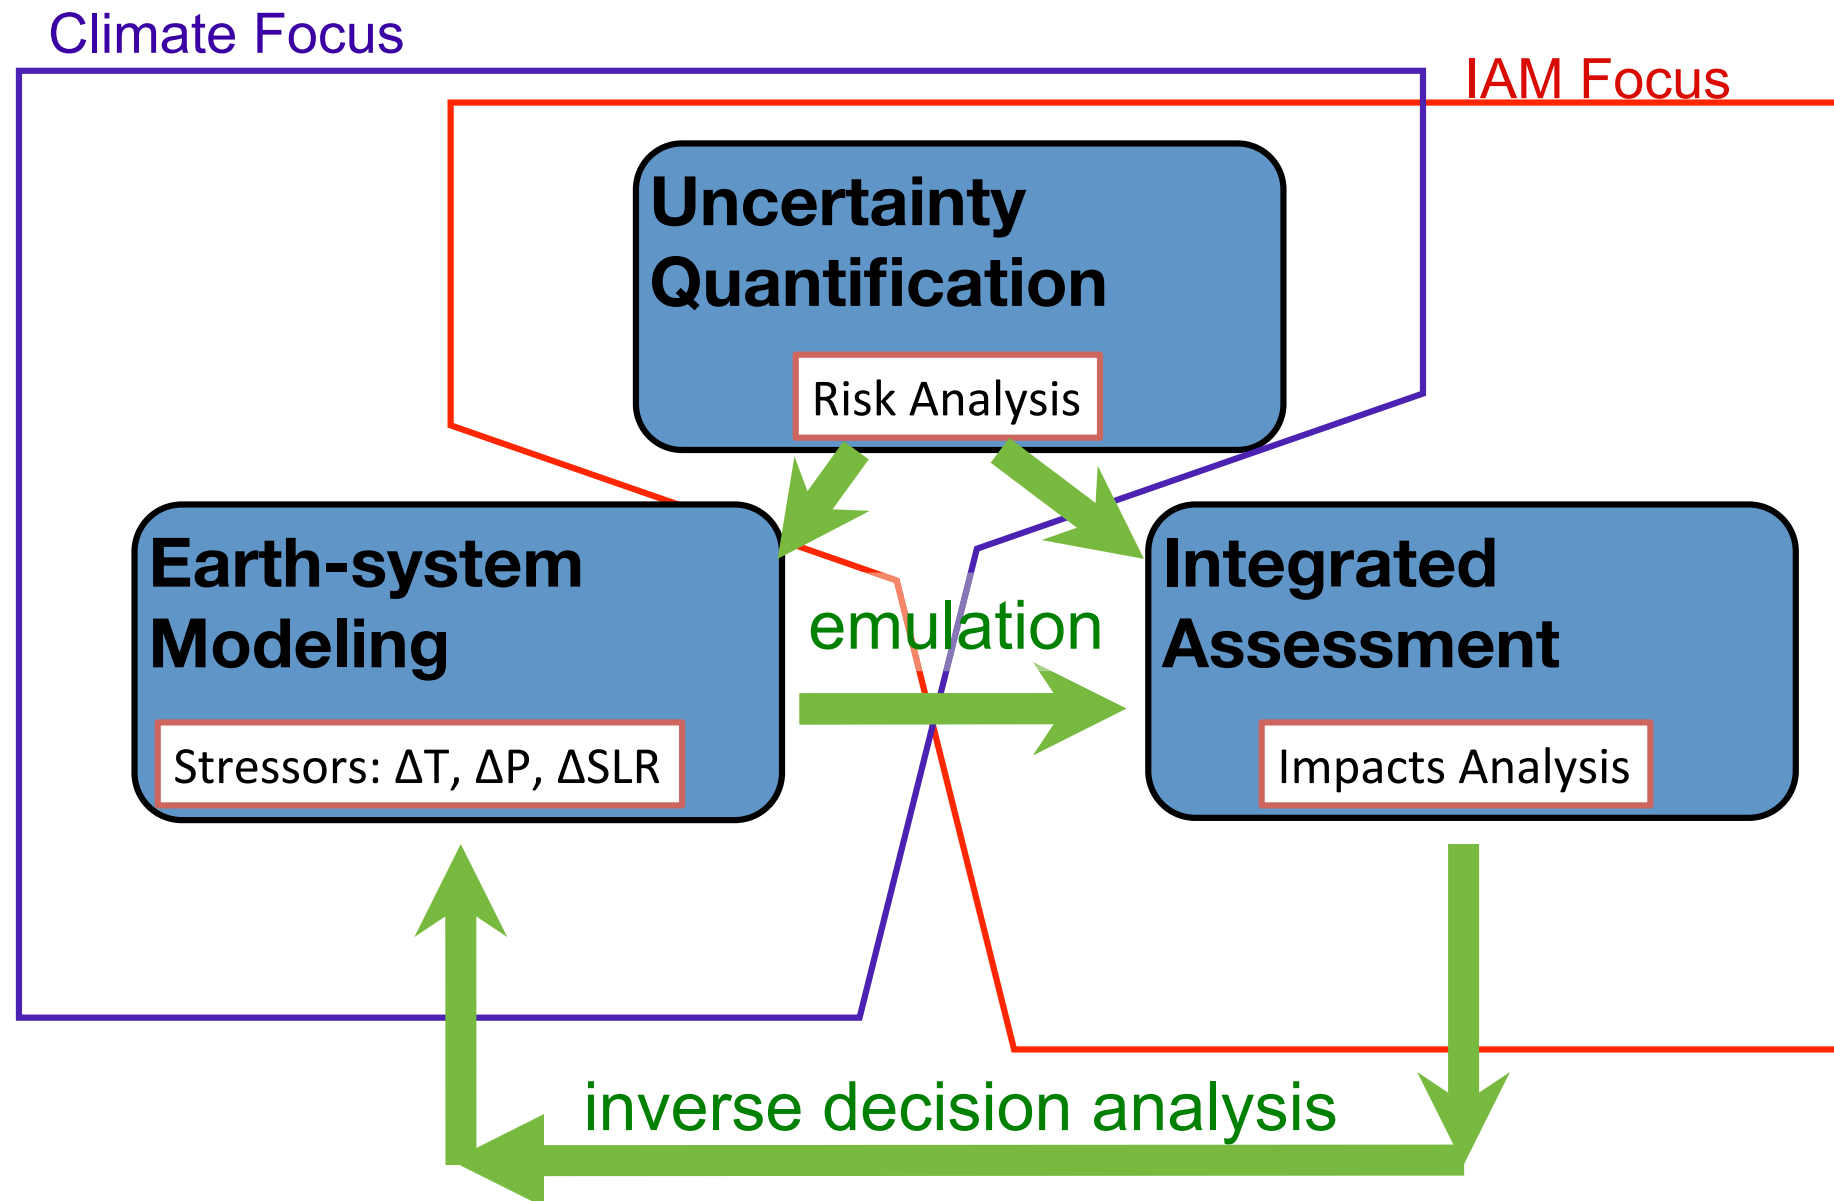 Climate Focus
IAM Focus
Uncertainty
Quantification
Risk Analysis
Earth-system
Modeling
Stressors: ΔT, ΔP, ΔSLR
emulation
Integrated
Assessment
Impacts Analysis
inverse decision analysis